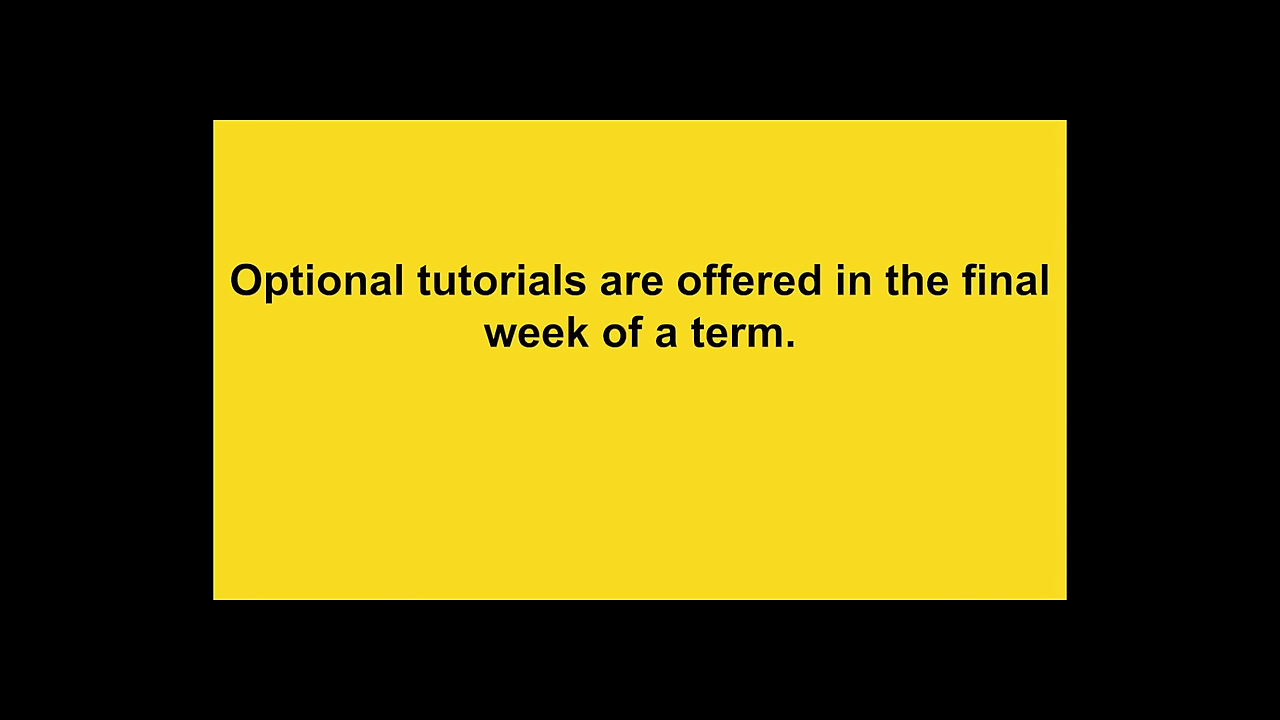 Optional tutorials are offered in the final
week of a term.